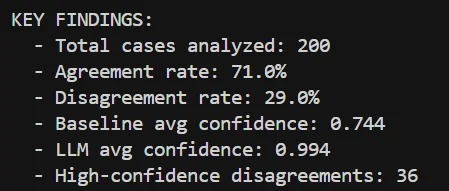 KEY FINDINGS:
- Total cases analyzed: 200
- Agreement rate: 71.0%
- Disagreement rate: 29.0%
- Baseline avg confidence: 0.744
- LLM avg confidence: 0.994
- High-confidence disagreements: 36